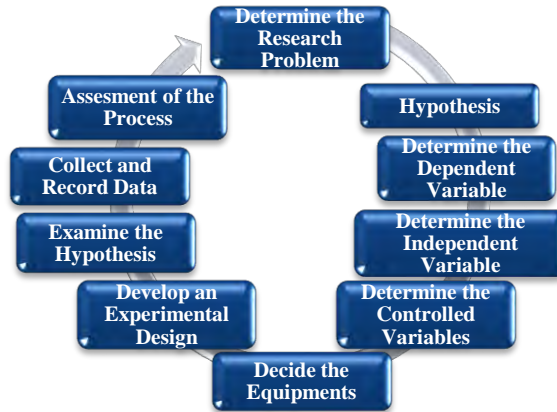 Determine the
Research
Problem
Hypothesis
Determine the
Dependent
Variable
Determine the
Independent
Variable
Determine the
Controlled
Variables
Decide the
Equipments
Develop an
Experimental
Design
Examine the
Hypothesis
Collect and
Record Data
Assesment of the
Process